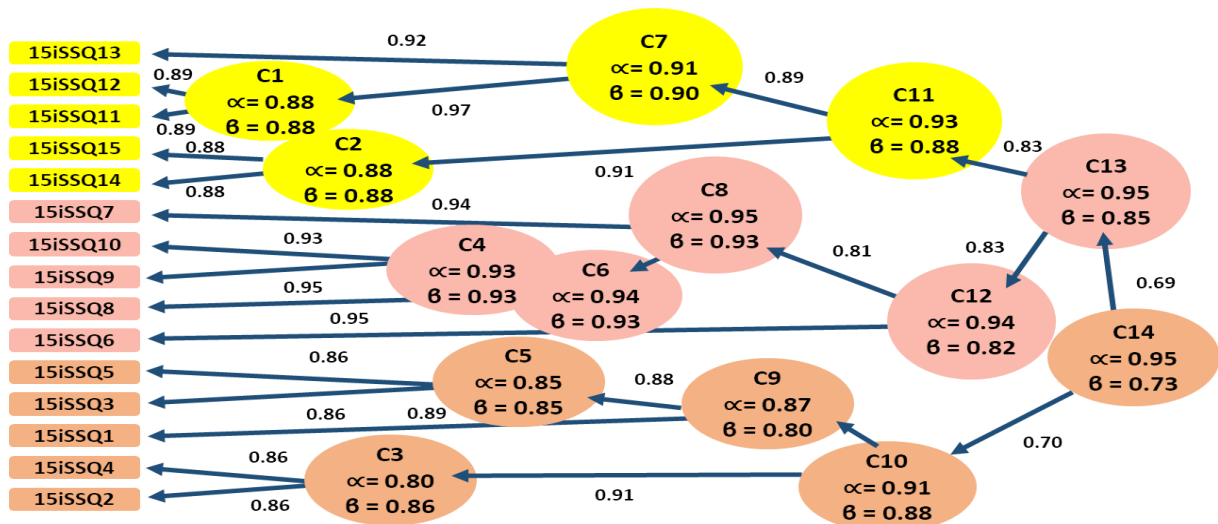 15iSSQ13
15iSSQ12
15iSSQ11
15iSSQ15
15iSSQ14
15iSSQ7
15iSSQ10
15iSSQ9
15iSSQ8
15iSSQ6
15iSSQ5
15iSSQ3
15iSSQ1
15iSSQ4
15iSSQ2
0.92
0.89
0.89
0.97
0.88
0.88
0.91
0.89
0.83
0.94
0.93
0.95
0.95
0.81
0.83
0.69
0.86
0.86
0.89
0.88
0.70
0.86
0.86
0.91
C1
∝= 0.88
ϐ = 0.88
C2
∝= 0.88
ϐ = 0.88
C7
∝= 0.91
ϐ = 0.90
C11
∝= 0.93
ϐ = 0.88
C13
∝= 0.95
ϐ = 0.85
C8
∝= 0.95
ϐ = 0.93
C4
∝= 0.93
ϐ = 0.93
C6
∝= 0.94
ϐ = 0.93
C12
∝= 0.94
ϐ = 0.82
C14
∝= 0.95
ϐ = 0.73
C5
∝= 0.85
ϐ = 0.85
C9
∝= 0.87
ϐ = 0.80
C3
∝= 0.80
ϐ = 0.86
C10
∝= 0.91
ϐ = 0.88